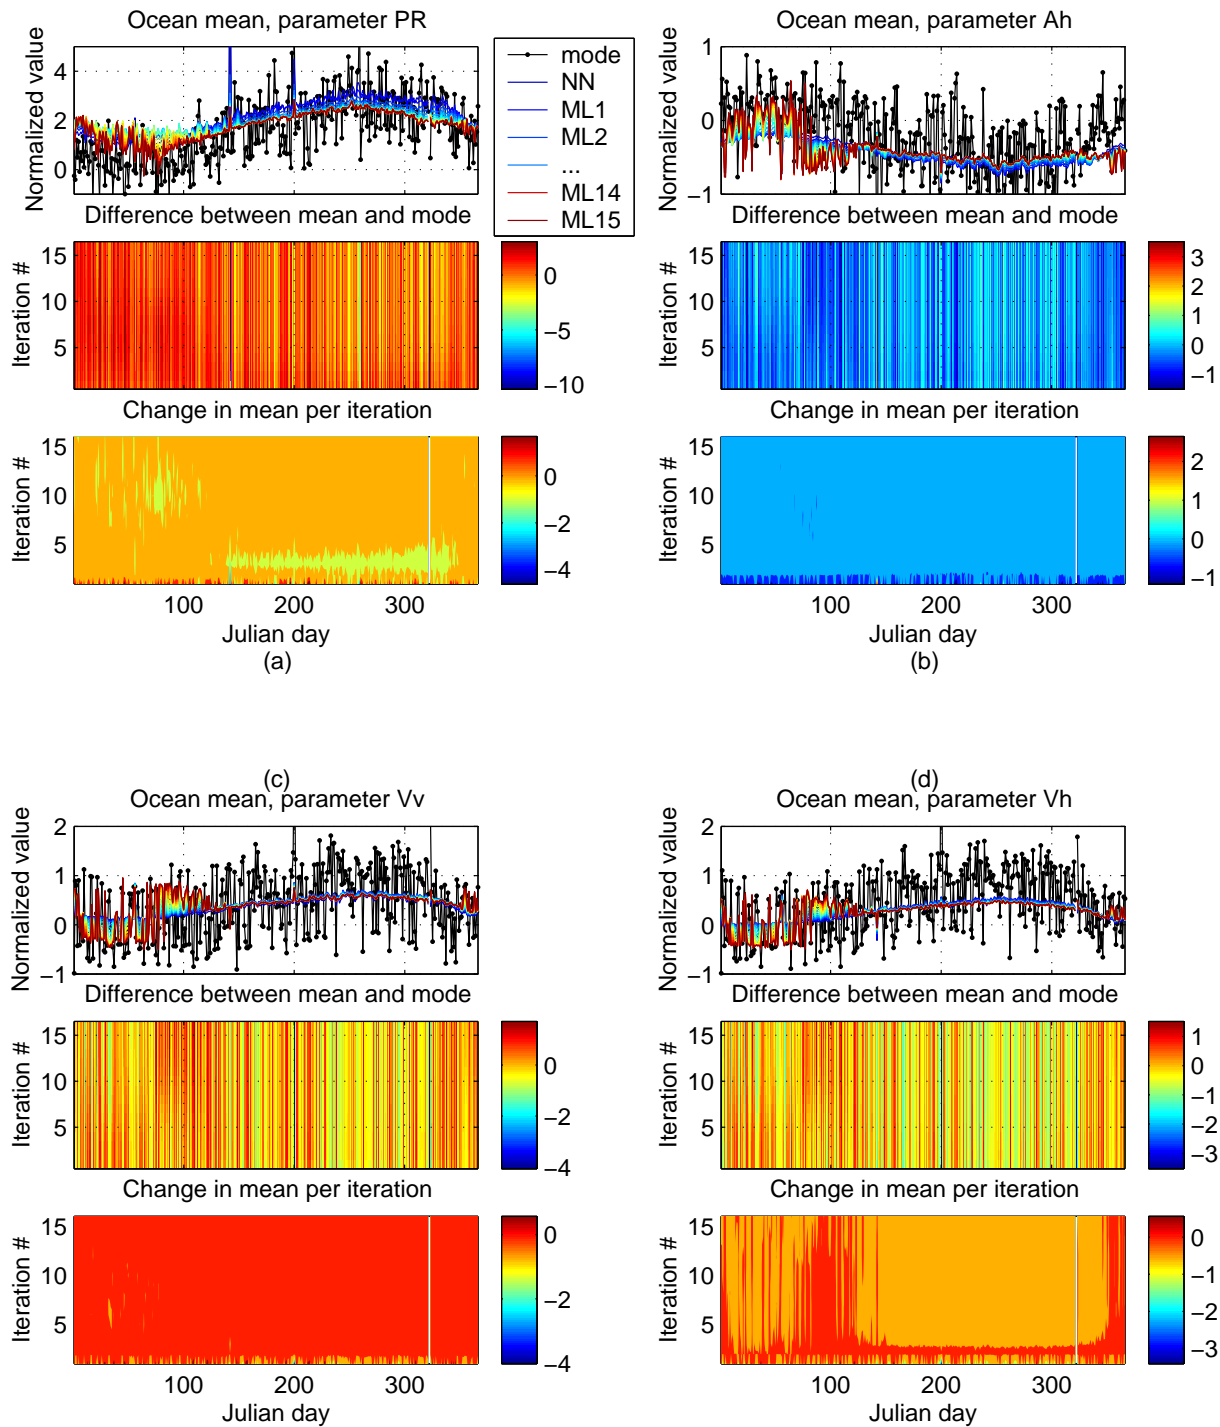 Ocean mean, parameter PR
Normalized value
4
2
0
mode
NN
ML1
ML2
...
ML14
ML15
Difference between mean and mode
Iteration #
15
10
5
0
−5
−10
Change in mean per iteration
Iteration #
15
10
5
0
−2
−4
100 200 300
Julian day
(a)
Ocean mean, parameter Ah
Normalized value
1
0
−1
Difference between mean and mode
Iteration #
15
10
5
3
2
1
0
−1
Change in mean per iteration
Iteration #
15
10
5
2
1
0
−1
100 200 300
Julian day
(b)
(c)
Ocean mean, parameter Vv
Normalized value
2
1
0
−1
Difference between mean and mode
Iteration #
15
10
5
0
−2
−4
Change in mean per iteration
Iteration #
15
10
5
0
−2
−4
100 200 300
Julian day
(d)
Ocean mean, parameter Vh
Normalized value
2
1
0
−1
Difference between mean and mode
Iteration #
15
10
5
1
0
−1
−2
−3
Change in mean per iteration
Iteration #
15
10
5
0
−1
−2
−3
100 200 300
Julian day